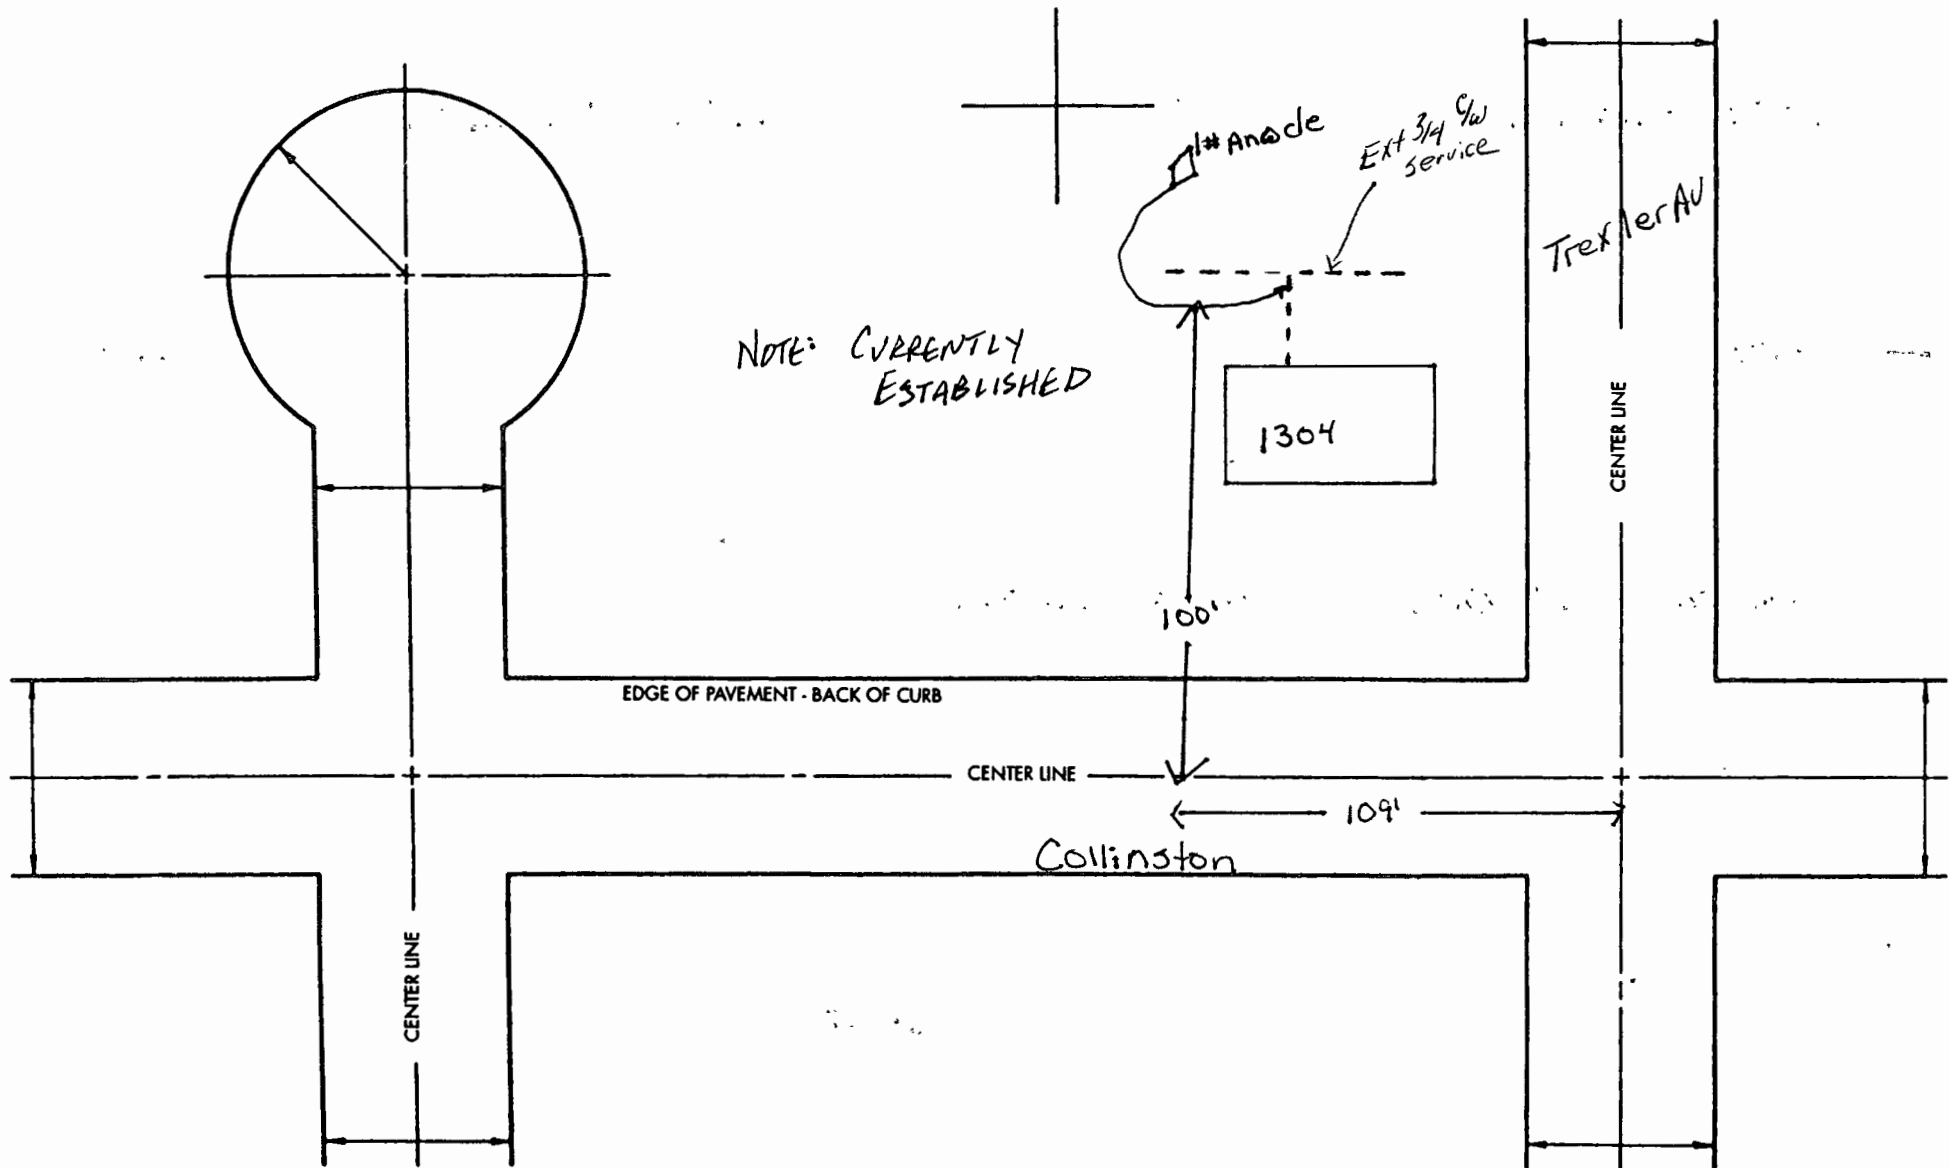 1# Anode
Ext 3/4 C/W
service
Trexler AV
NOTE: CURRENTLY
ESTABLISHED
1304
CENTER LINE
100'
EDGE OF PAVEMENT - BACK OF CURB
CENTER LINE
109'
Collinston
CENTER LINE